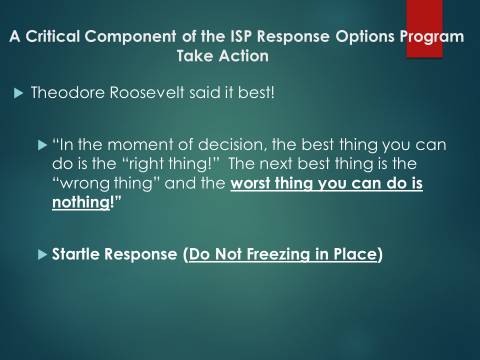 A Critical Component of the ISP Response Options Program
Take Action
Theodore Roosevelt said it best!
“In the moment of decision, the best thing you can
do is the “right thing!”  The next best thing is the
“wrong thing” and the worst thing you can do is
nothing!”
Startle Response (Do Not Freezing in Place)